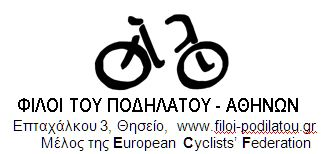 ΦΙΛΟΙ ΤΟΥ ΠΟΔΗΛΑΤΟΥ - ΑΘΗΝΩΝ
Επταχάλκου 3, Θησείο, www.filoi-podilatou.gr
Μέλος της European Cyclists' Federation